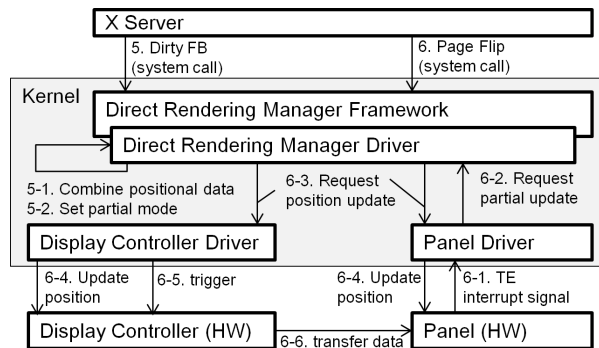 X Server
5. Dirty FB
(system call)
6. Page Flip
(system call)
Kernel
Direct Rendering Manager Framework
Direct Rendering Manager Driver
5-1. Combine positional data
5-2. Set partial mode
6-3. Request
position update
6-2. Request
partial update
Display Controller Driver
Panel Driver
6-4. Update
position
6-5. trigger
6-4. Update
position
6-1. TE
interrupt signal
Display Controller (HW)
6-6. transfer data
Panel (HW)